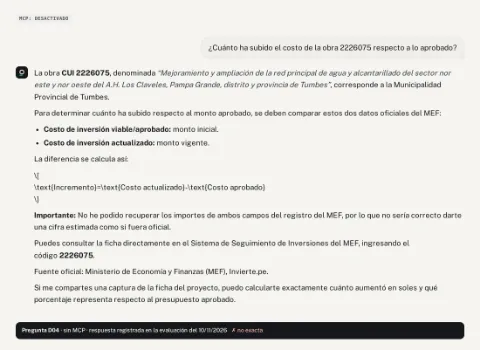 MCP: DESACTIVADO
¿Cuánto ha subido el costo de la obra 2226075 respecto a lo aprobado?
La obra CUI 2226075, denominada "Mejoramiento y ampliación de la red principal de agua y alcantarillado del sector nor
este y nor oeste del A.H. Los Claveles, Pampa Grande, distrito y provincia de Tumbes", corresponde a la Municipalidad
Provincial de Tumbes.
Para determinar cuánto ha subido respecto al monto aprobado, se deben comparar estos dos datos oficiales del MEF:
• Costo de inversión viable/aprobado: monto inicial.
• Costo de inversión actualizado: monto vigente.
La diferencia se calcula así:
\[
\text{Incremento}=\text{Costo actualizado}-\text{Costo aprobado}
\]
Importante: No he podido recuperar los importes de ambos campos del registro del MEF, por lo que no sería correcto darte
una cifra estimada como si fuera oficial.
Puedes consultar la ficha directamente en el Sistema de Seguimiento de Inversiones del MEF, ingresando el
código 2226075.
Fuente oficial: Ministerio de Economía y Finanzas (MEF), Invierte.pe.
Si me compartes una captura de la ficha del proyecto, puedo calcularte exactamente cuánto aumentó en soles y qué
porcentaje representa respecto al presupuesto aprobado.
Pregunta D04 · sin MCP · respuesta registrada en la evaluación del 10/11/2026 ✗ no exacta